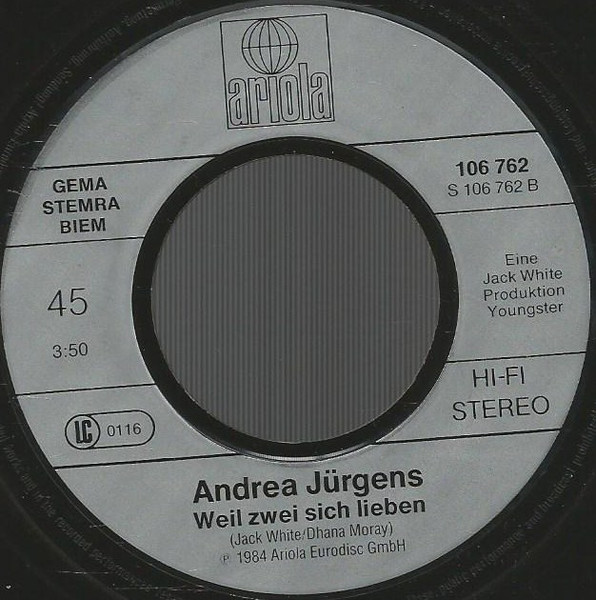 ariola
GEMA
STEMRA
BIEM
106 762
S 106 762 B
45
3:50
Eine
Jack White
Produktion
Youngster
LC 0116
HI-FI
STEREO
Andrea Jürgens
Weil zwei sich lieben
(Jack White/Dhana Moray)
℗ 1984 Ariola Eurodisc GmbH